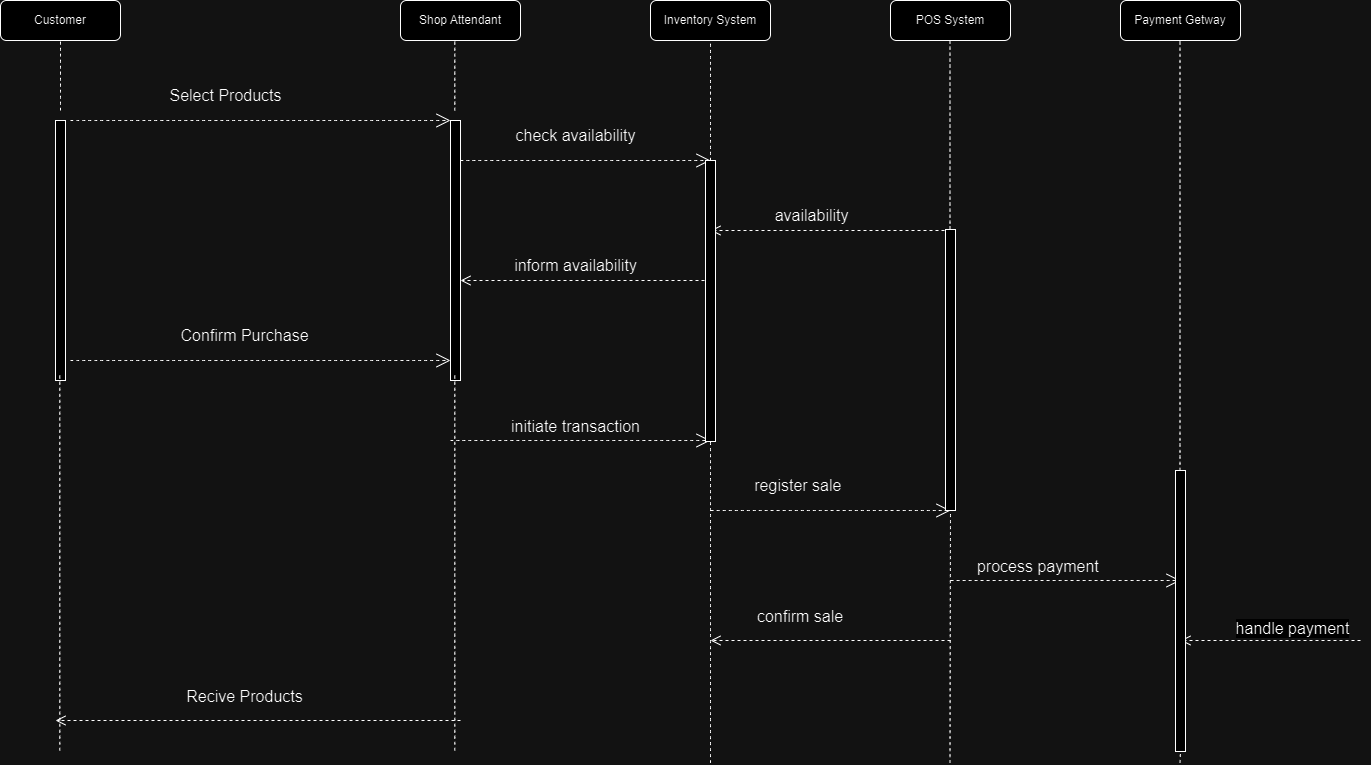 Customer
Shop Attendant
Inventory System
POS System
Payment Getway
Select Products
check availability
availability
inform availability
Confirm Purchase
initiate transaction
register sale
process payment
confirm sale
handle payment
Recive Products